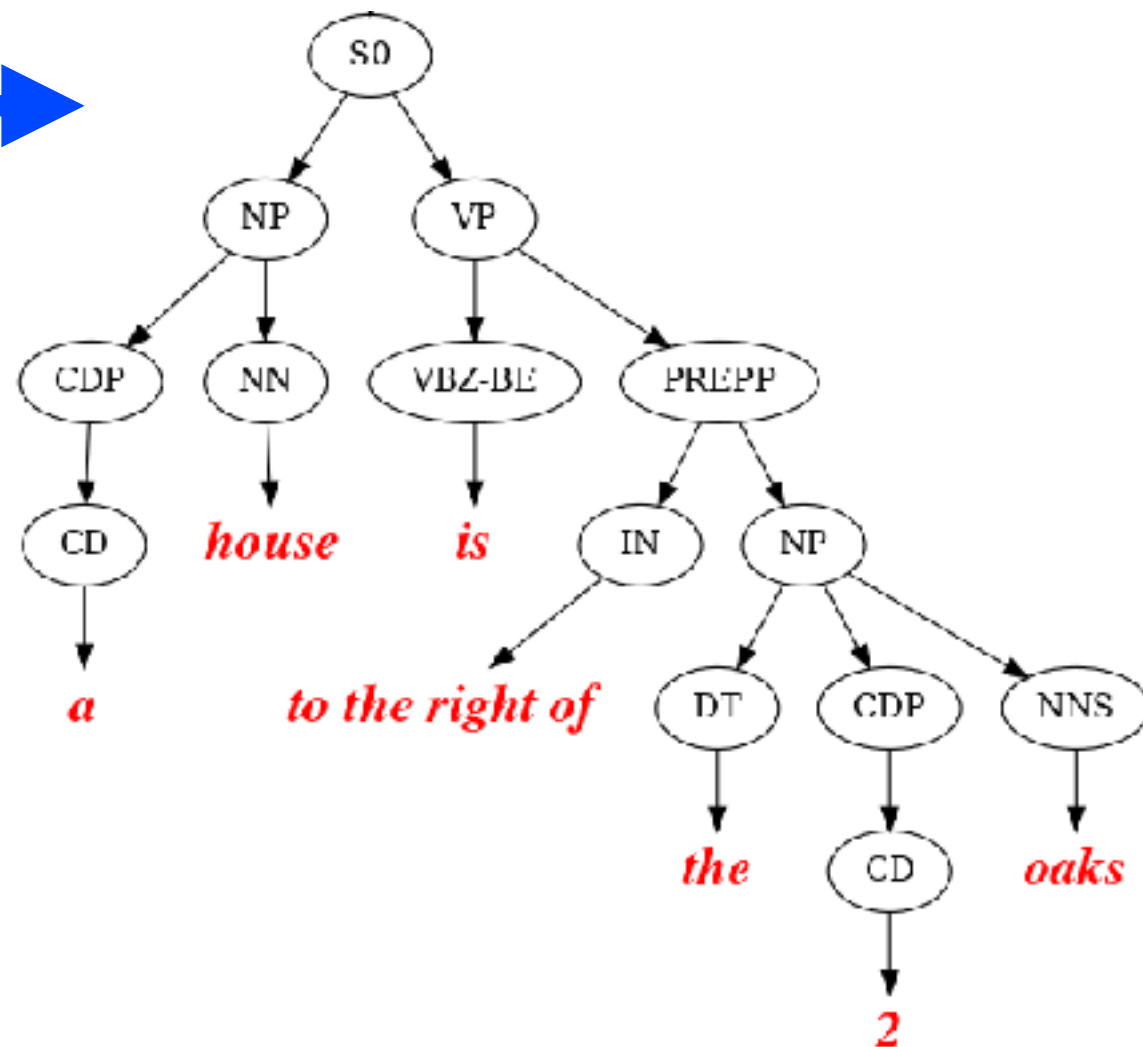 S0
NP VP
CDP NN VBZ-BE PREPP
CD house is IN NP
a to the right of DT CDP NNS
the CD oaks
2